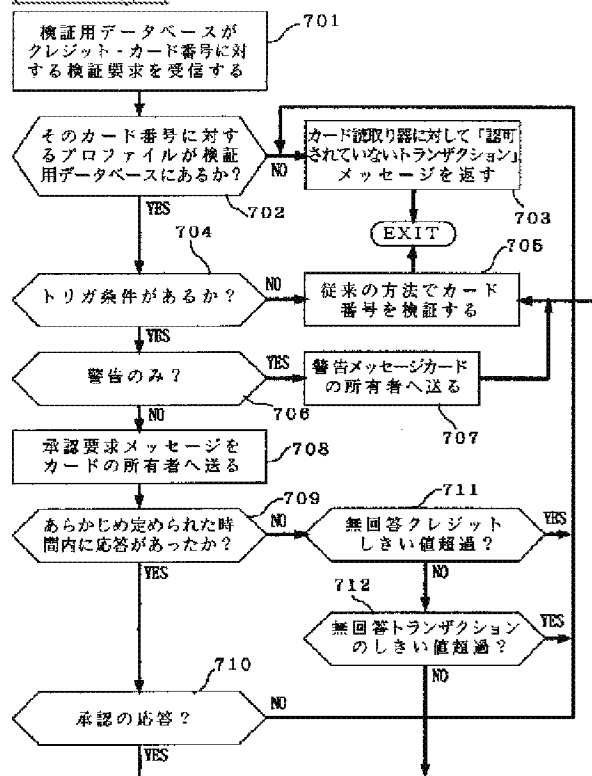 検証用データベースが
クレジット・カード番号に対
する検証要求を受信する
701
そのカード番号に対す
るプロファイルが検証
用データベースにあるか?
NO
YES
702
カード読取り器に対して「認可
されていないトランザクション」
メッセージを返す
703
EXIT
704
トリガ条件があるか?
NO
YES
705
従来の方法でカード
番号を検証する
警告のみ?
YES
NO
706
警告メッセージカード
の所有者へ送る
707
承認要求メッセージを
カードの所有者へ送る
708
あらかじめ定められた時
間内に応答があったか?
709
NO
YES
711
無回答クレジット
しきい値超過?
YES
NO
712
無回答トランザクション
のしきい値超過?
YES
NO
710
承認の応答?
NO
YES